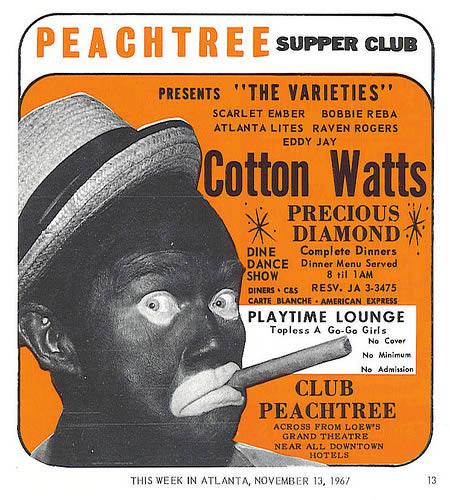 PEACHTREE SUPPER CLUB
PRESENTS "THE VARIETIES"
SCARLET EMBER BOBBIE REBA
ATLANTA LITES RAVEN ROGERS
EDDY JAY
Cotton Watts
PRECIOUS
DIAMOND
DINE
DANCE
SHOW
Complete Dinners
Dinner Menu Served
8 til 1AM
DINERS • C&S RESV. JA 3-3475
CARTE BLANCHE • AMERICAN EXPRESS
PLAYTIME LOUNGE
Topless A Go-Go Girls
No Cover
No Minimum
No Admission
CLUB
PEACHTREE
ACROSS FROM LOEW'S
GRAND THEATRE
NEAR ALL DOWNTOWN
HOTELS
THIS WEEK IN ATLANTA, NOVEMBER 13, 1967 13